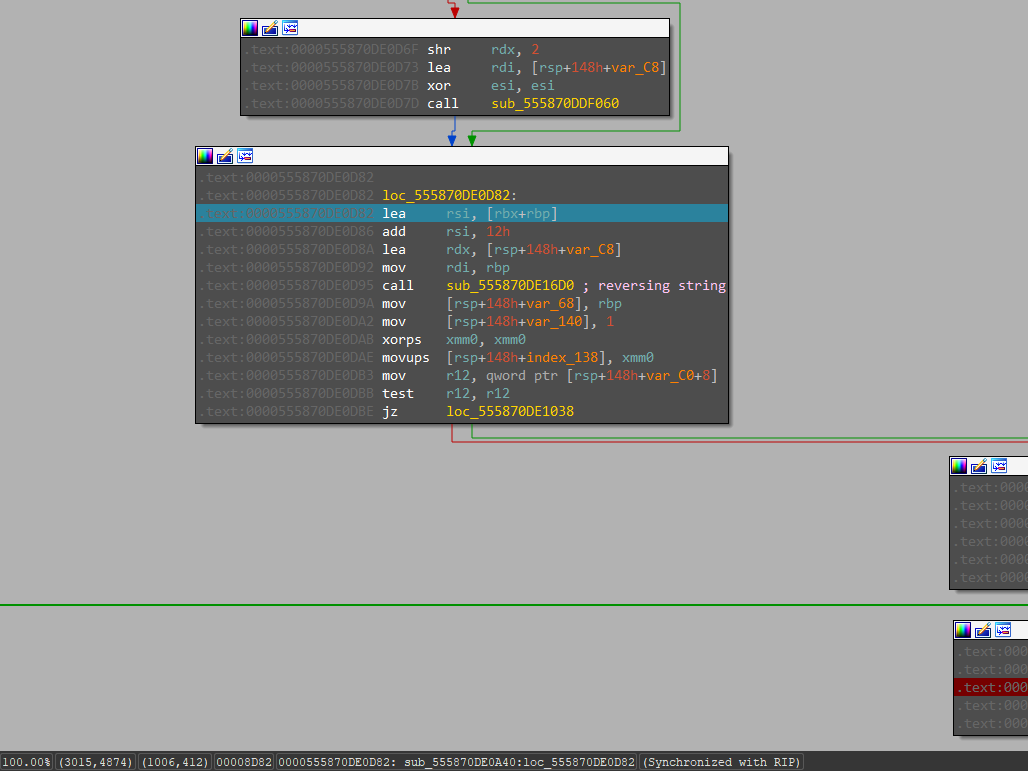 .text:0000555870DE0D6F shr rdx, 2
.text:0000555870DE0D73 lea rdi, [rsp+148h+var_C8]
.text:0000555870DE0D7B xor esi, esi
.text:0000555870DE0D7D call sub_555870DDF060
.text:0000555870DE0D82
.text:0000555870DE0D82 loc_555870DE0D82:
.text:0000555870DE0D82 lea rsi, [rbx+rbp]
.text:0000555870DE0D86 add rsi, 12h
.text:0000555870DE0D8A lea rdx, [rsp+148h+var_C8]
.text:0000555870DE0D92 mov rdi, rbp
.text:0000555870DE0D95 call sub_555870DE16D0 ; reversing string
.text:0000555870DE0D9A mov [rsp+148h+var_68], rbp
.text:0000555870DE0DA2 mov [rsp+148h+var_140], 1
.text:0000555870DE0DAB xorps xmm0, xmm0
.text:0000555870DE0DAE movups [rsp+148h+index_138], xmm0
.text:0000555870DE0DB3 mov r12, qword ptr [rsp+148h+var_C0+8]
.text:0000555870DE0DBB test r12, r12
.text:0000555870DE0DBE jz loc_555870DE1038
.text:0000
.text:0000
.text:0000
.text:0000
.text:0000
.text:0000
.text:000
.text:000
.text:000
.text:000
.text:000
100.00% (3015,4874) (1006,412) 00008D82 0000555870DE0D82: sub_555870DE0A40:loc_555870DE0D82 (Synchronized with RIP)